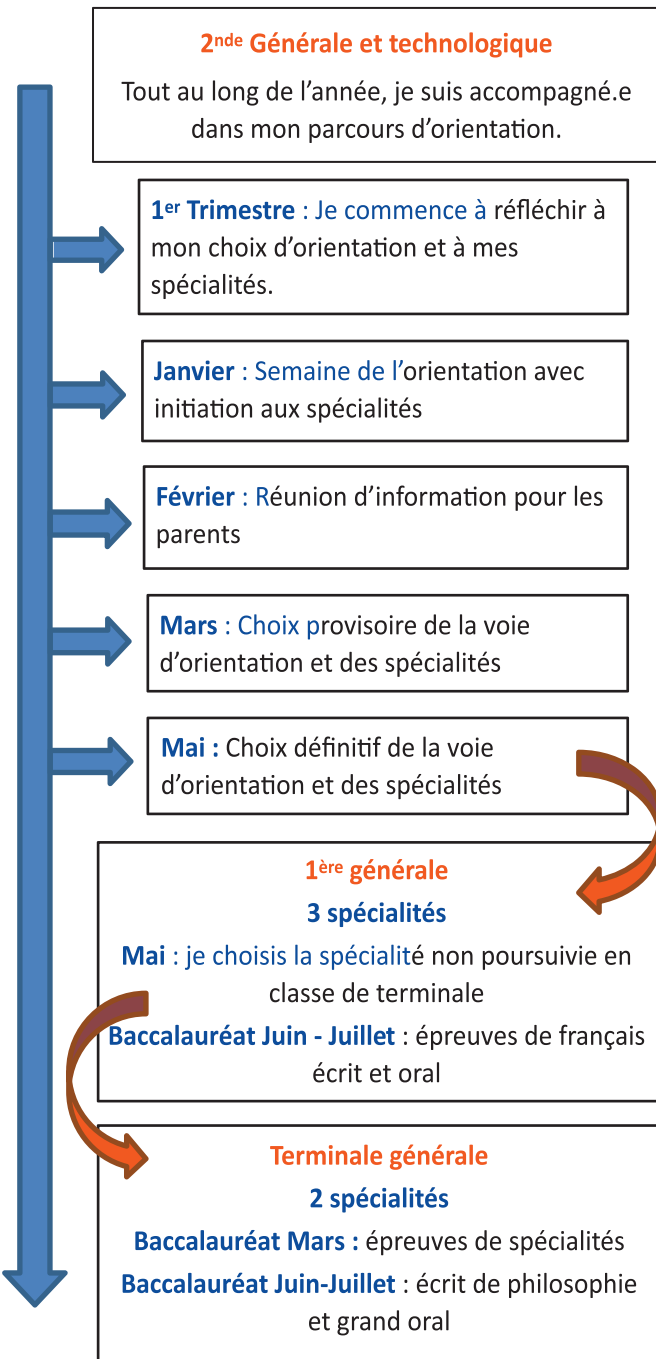 2nde Générale et technologique
Tout au long de l'année, je suis accompagné.e
dans mon parcours d'orientation.
1er Trimestre : Je commence à réfléchir à
mon choix d'orientation et à mes
spécialités.
Janvier : Semaine de l'orientation avec
initiation aux spécialités
Février : Réunion d'information pour les
parents
Mars : Choix provisoire de la voie
d'orientation et des spécialités
Mai : Choix définitif de la voie
d'orientation et des spécialités
1ère générale
3 spécialités
Mai : je choisis la spécialité non poursuivie en
classe de terminale
Baccalauréat Juin - Juillet : épreuves de français
écrit et oral
Terminale générale
2 spécialités
Baccalauréat Mars : épreuves de spécialités
Baccalauréat Juin-Juillet : écrit de philosophie
et grand oral